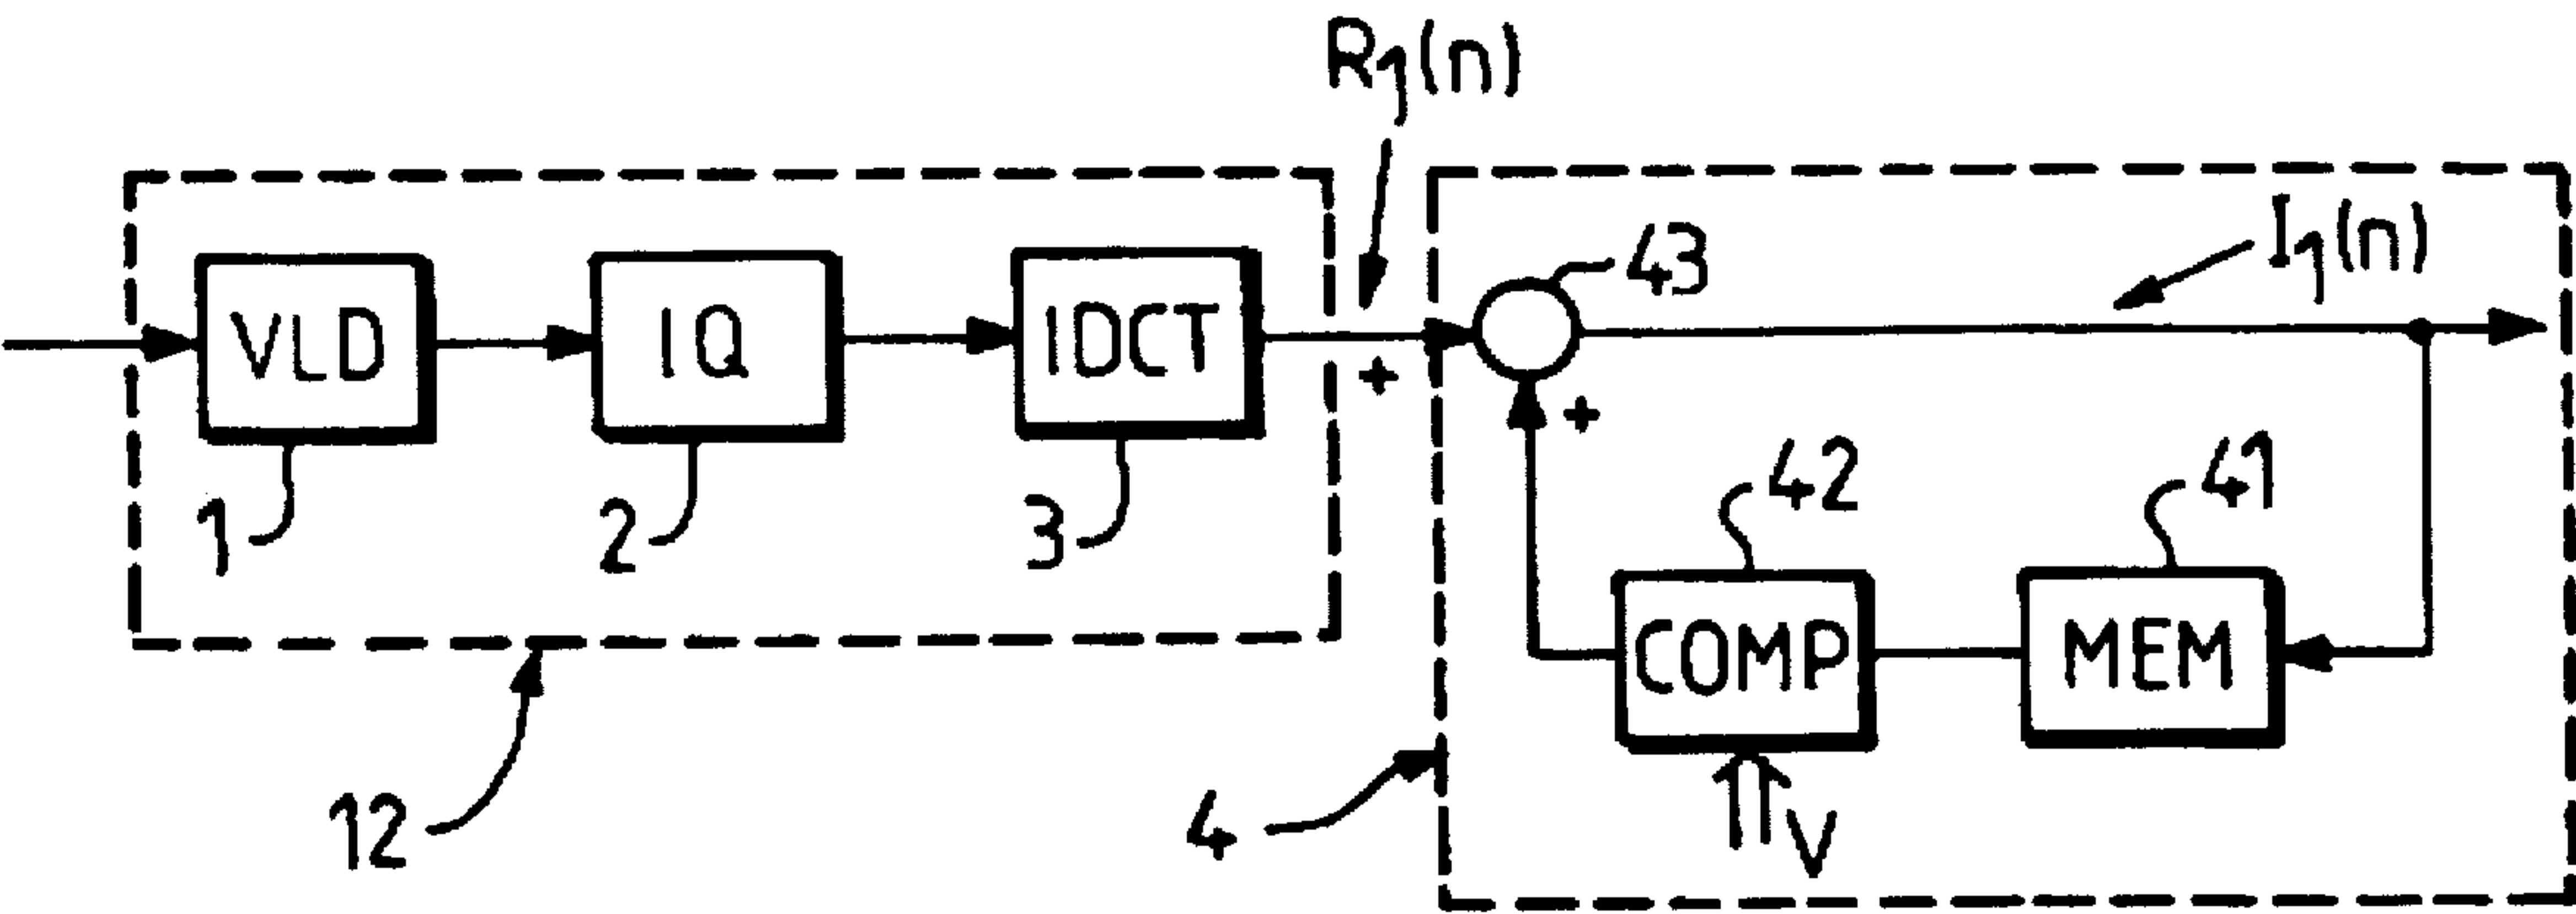 R1(n)
I1(n)
43
VLD
IQ
IDCT
+
+
42
41
1
2
3
COMP
MEM
12
4
V